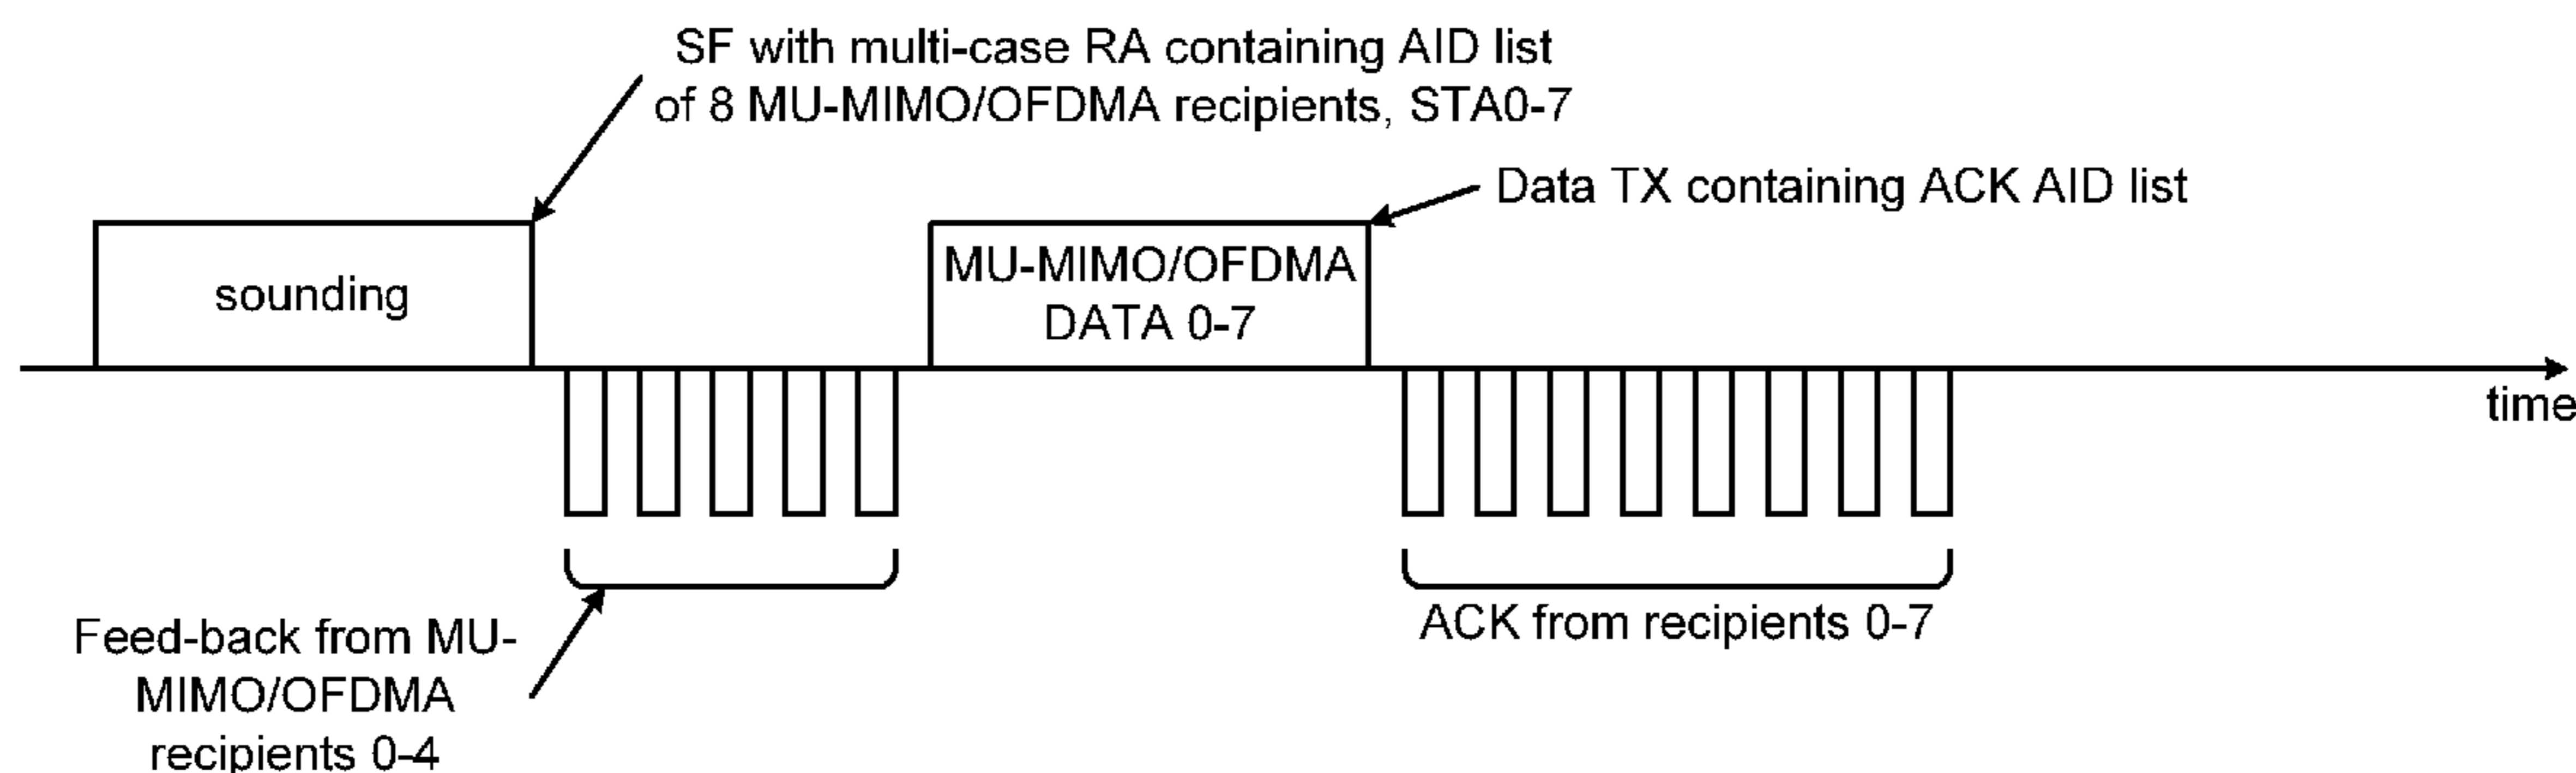 SF with multi-case RA containing AID list
of 8 MU-MIMO/OFDMA recipients, STA0-7
Data TX containing ACK AID list
sounding
MU-MIMO/OFDMA
DATA 0-7
time
Feed-back from MU-
MIMO/OFDMA
recipients 0-4
ACK from recipients 0-7